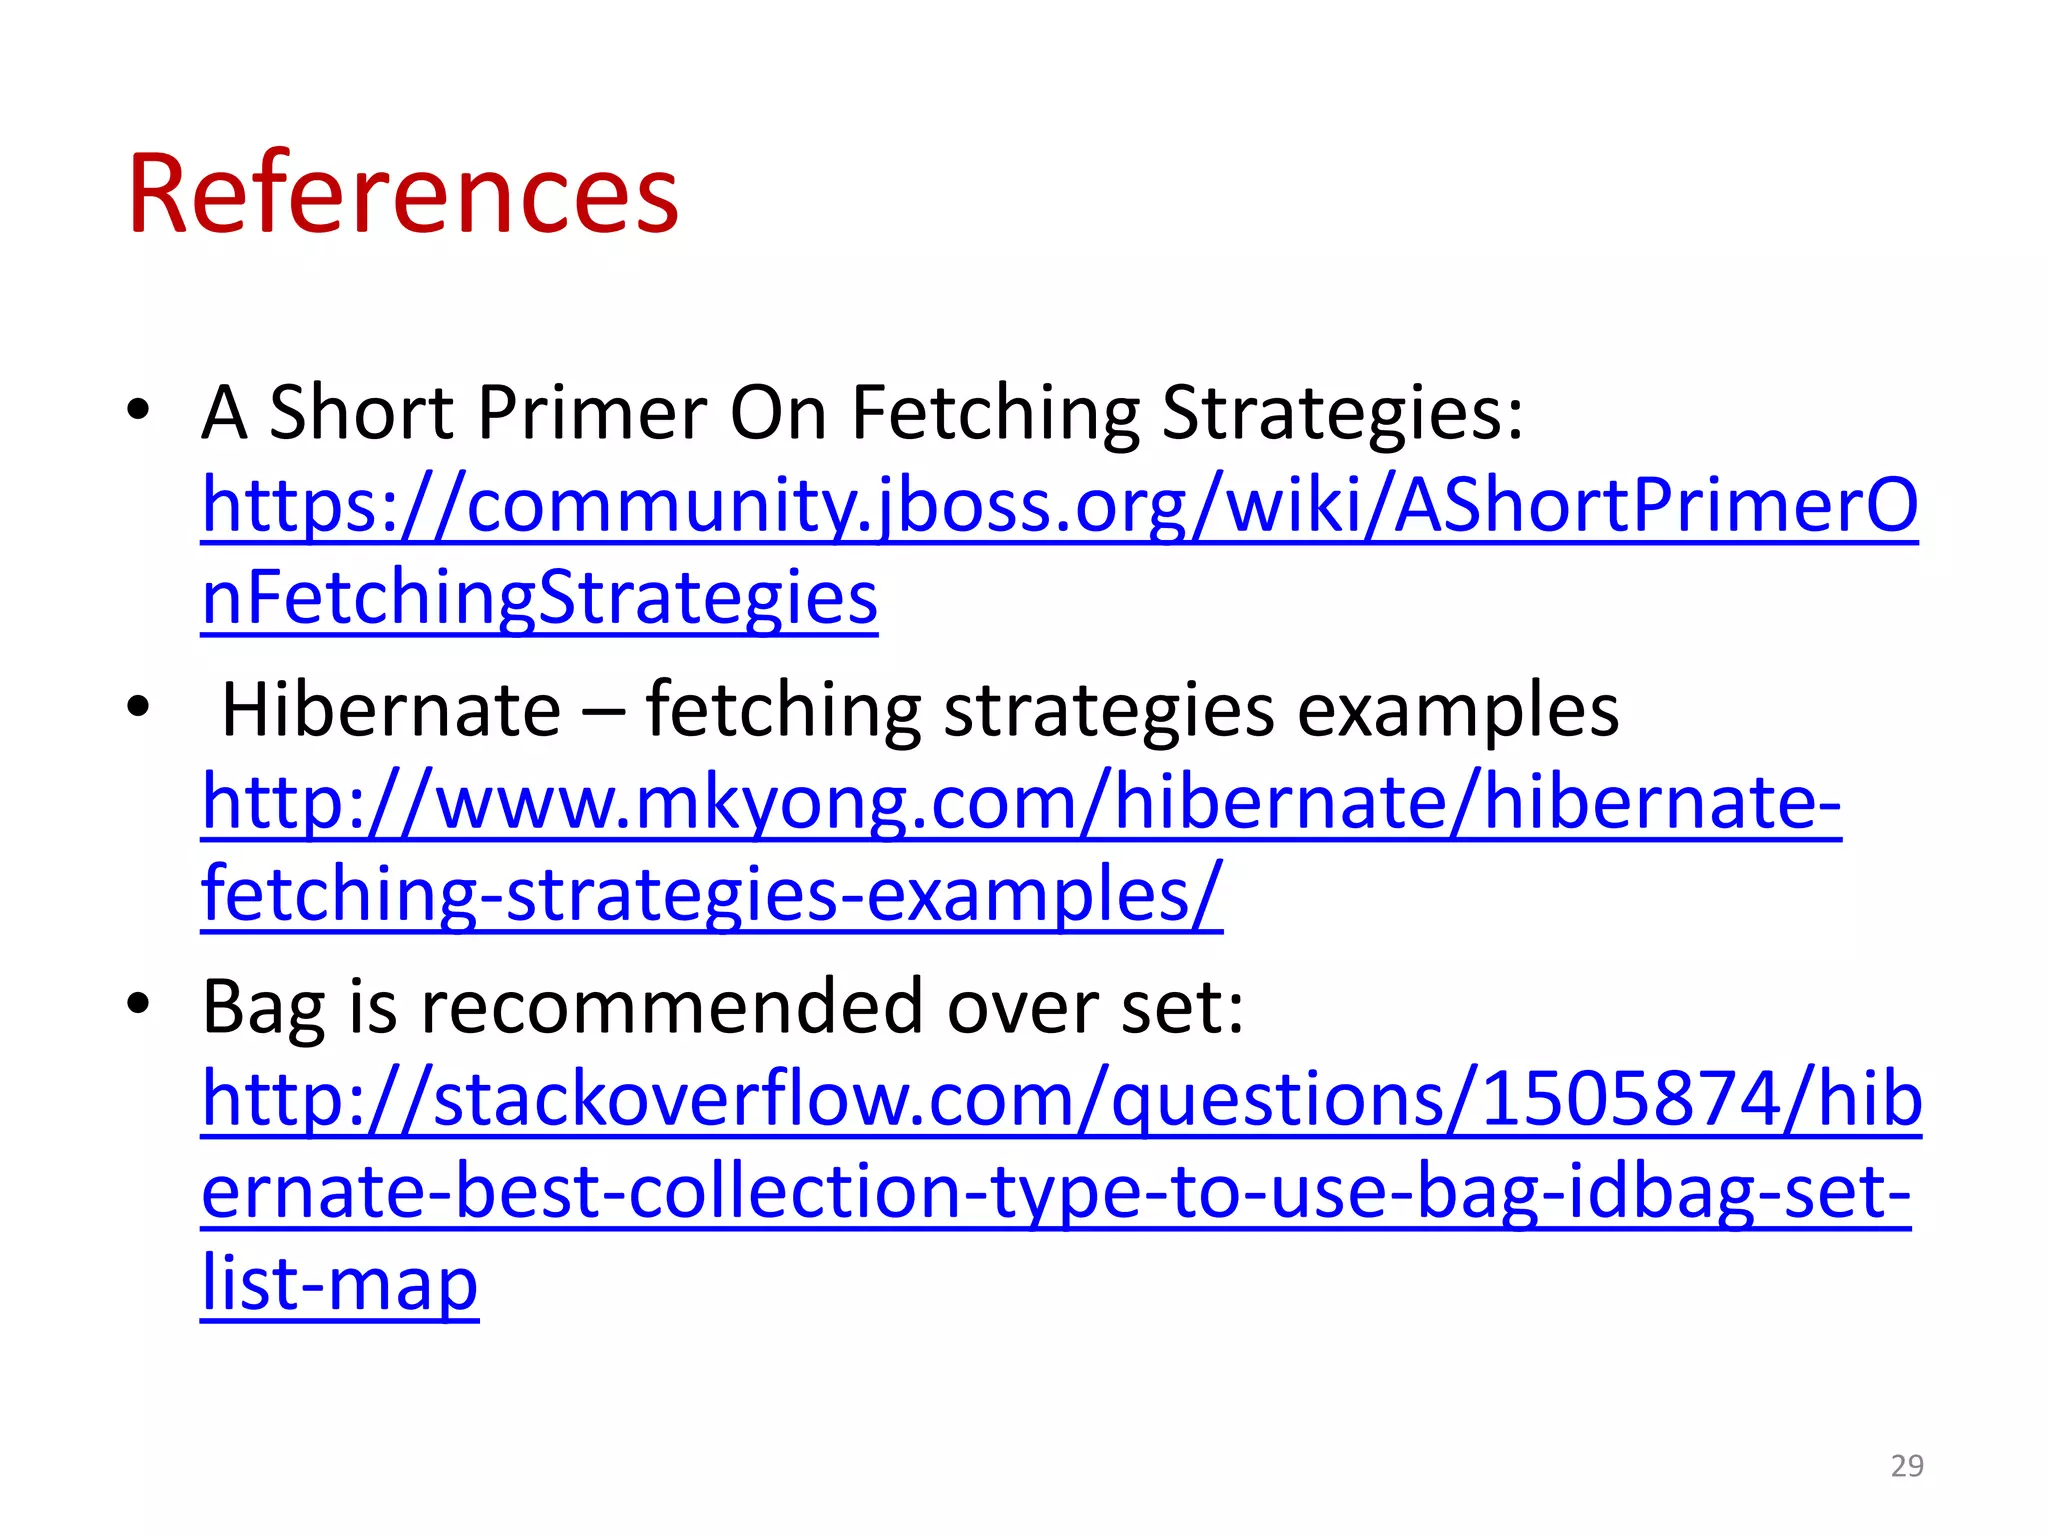 References
• A Short Primer On Fetching Strategies:
https://community.jboss.org/wiki/AShortPrimerO
nFetchingStrategies
• Hibernate – fetching strategies examples
http://www.mkyong.com/hibernate/hibernate-
fetching-strategies-examples/
• Bag is recommended over set:
http://stackoverflow.com/questions/1505874/hib
ernate-best-collection-type-to-use-bag-idbag-set-
list-map
29